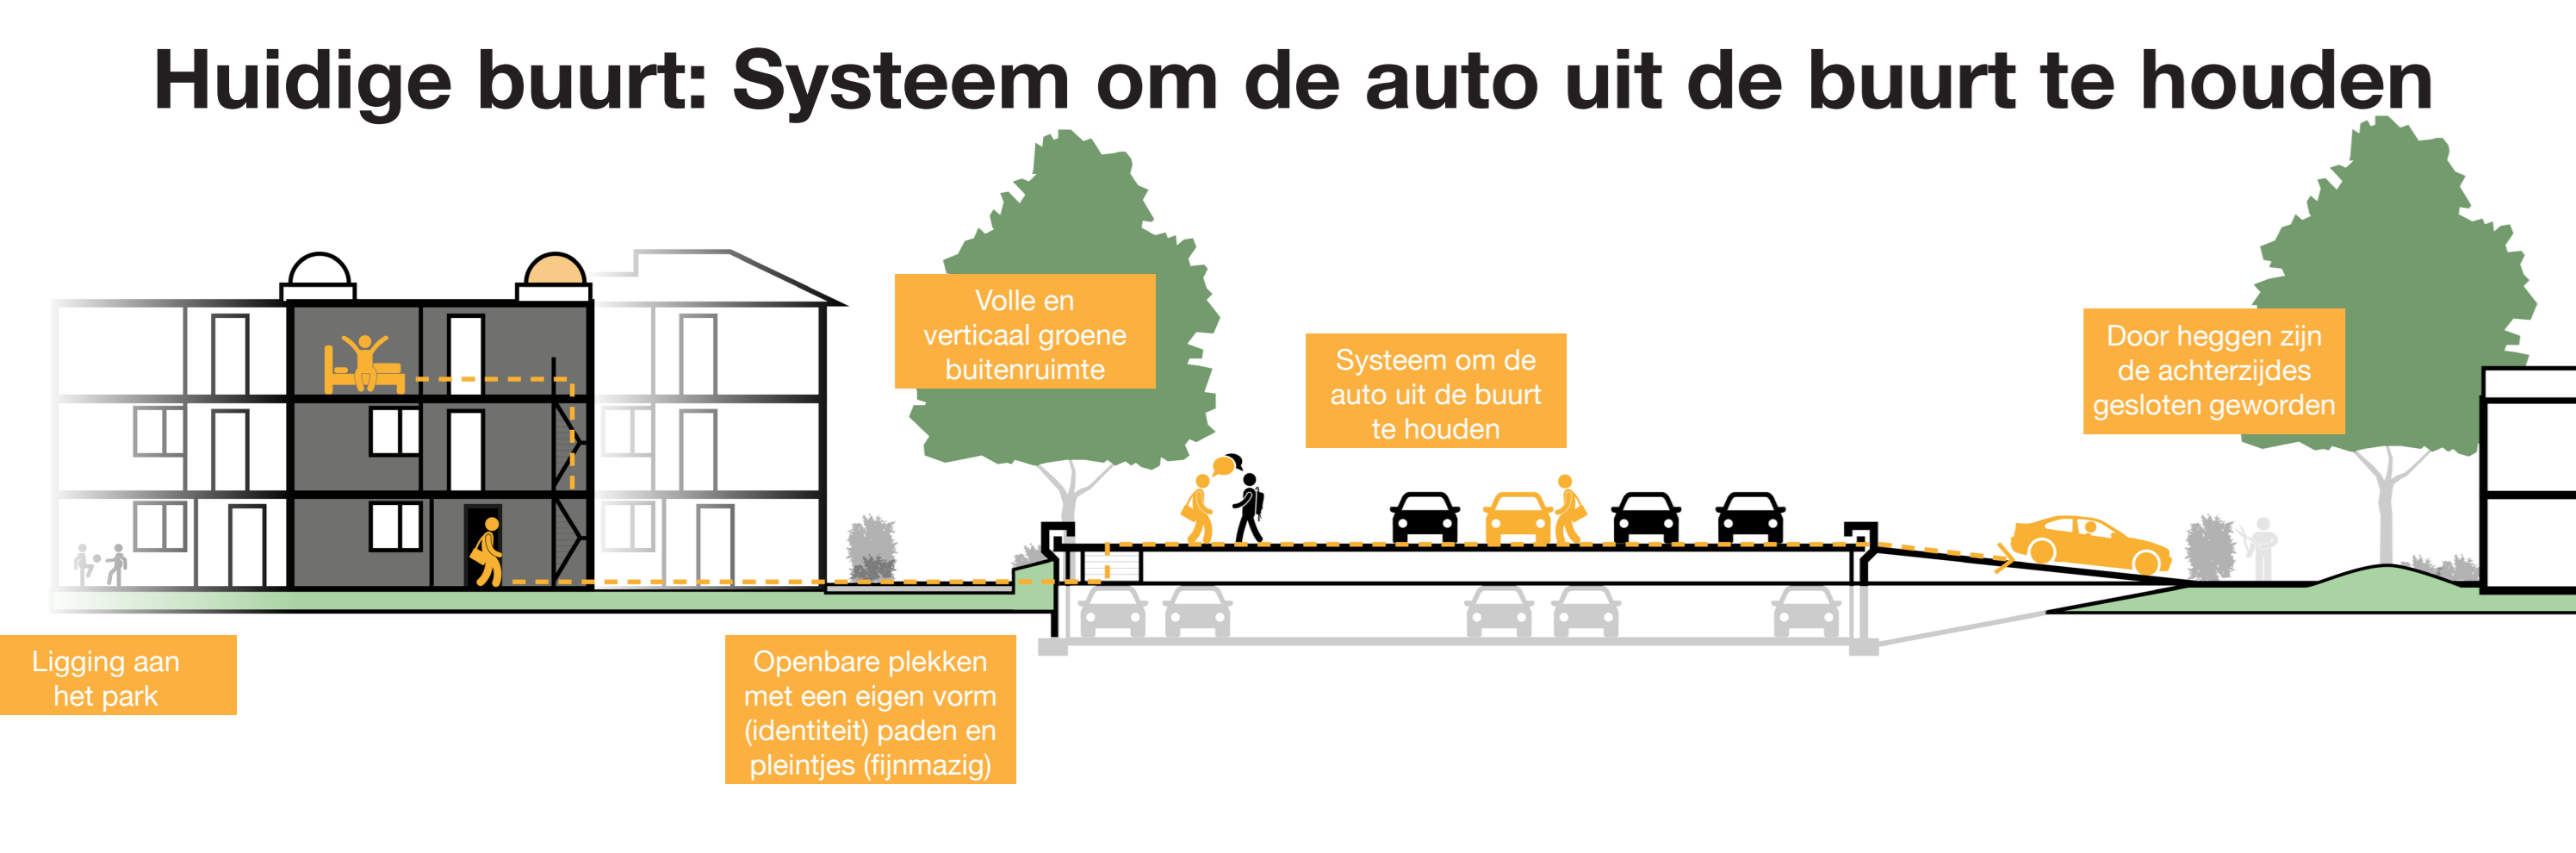 Huidige buurt: Systeem om de auto uit de buurt te houden
Volle en
verticaal groene
buitenruimte
Systeem om de
auto uit de buurt
te houden
Door heggen zijn
de achterzijdes
gesloten geworden
Ligging aan
het park
Openbare plekken
met een eigen vorm
(identiteit) paden en
pleintjes (fijnmazig)